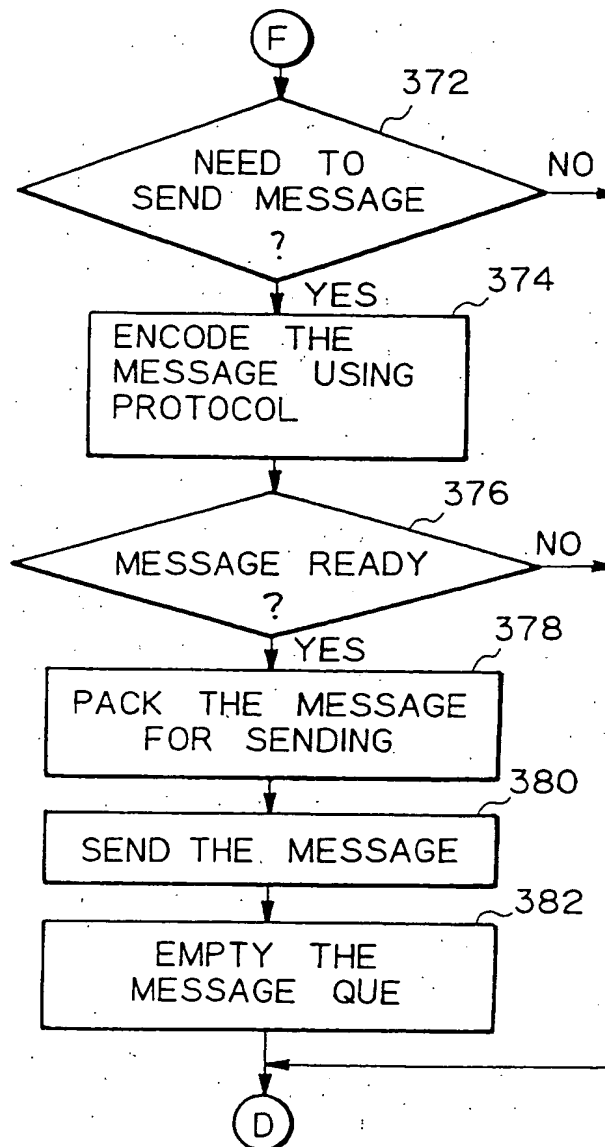 F
372
NEED TO
SEND MESSAGE
?
NO
YES
374
ENCODE THE
MESSAGE USING
PROTOCOL
376
MESSAGE READY
?
NO
YES
378
PACK THE MESSAGE
FOR SENDING
380
SEND THE MESSAGE
382
EMPTY THE
MESSAGE QUE
D